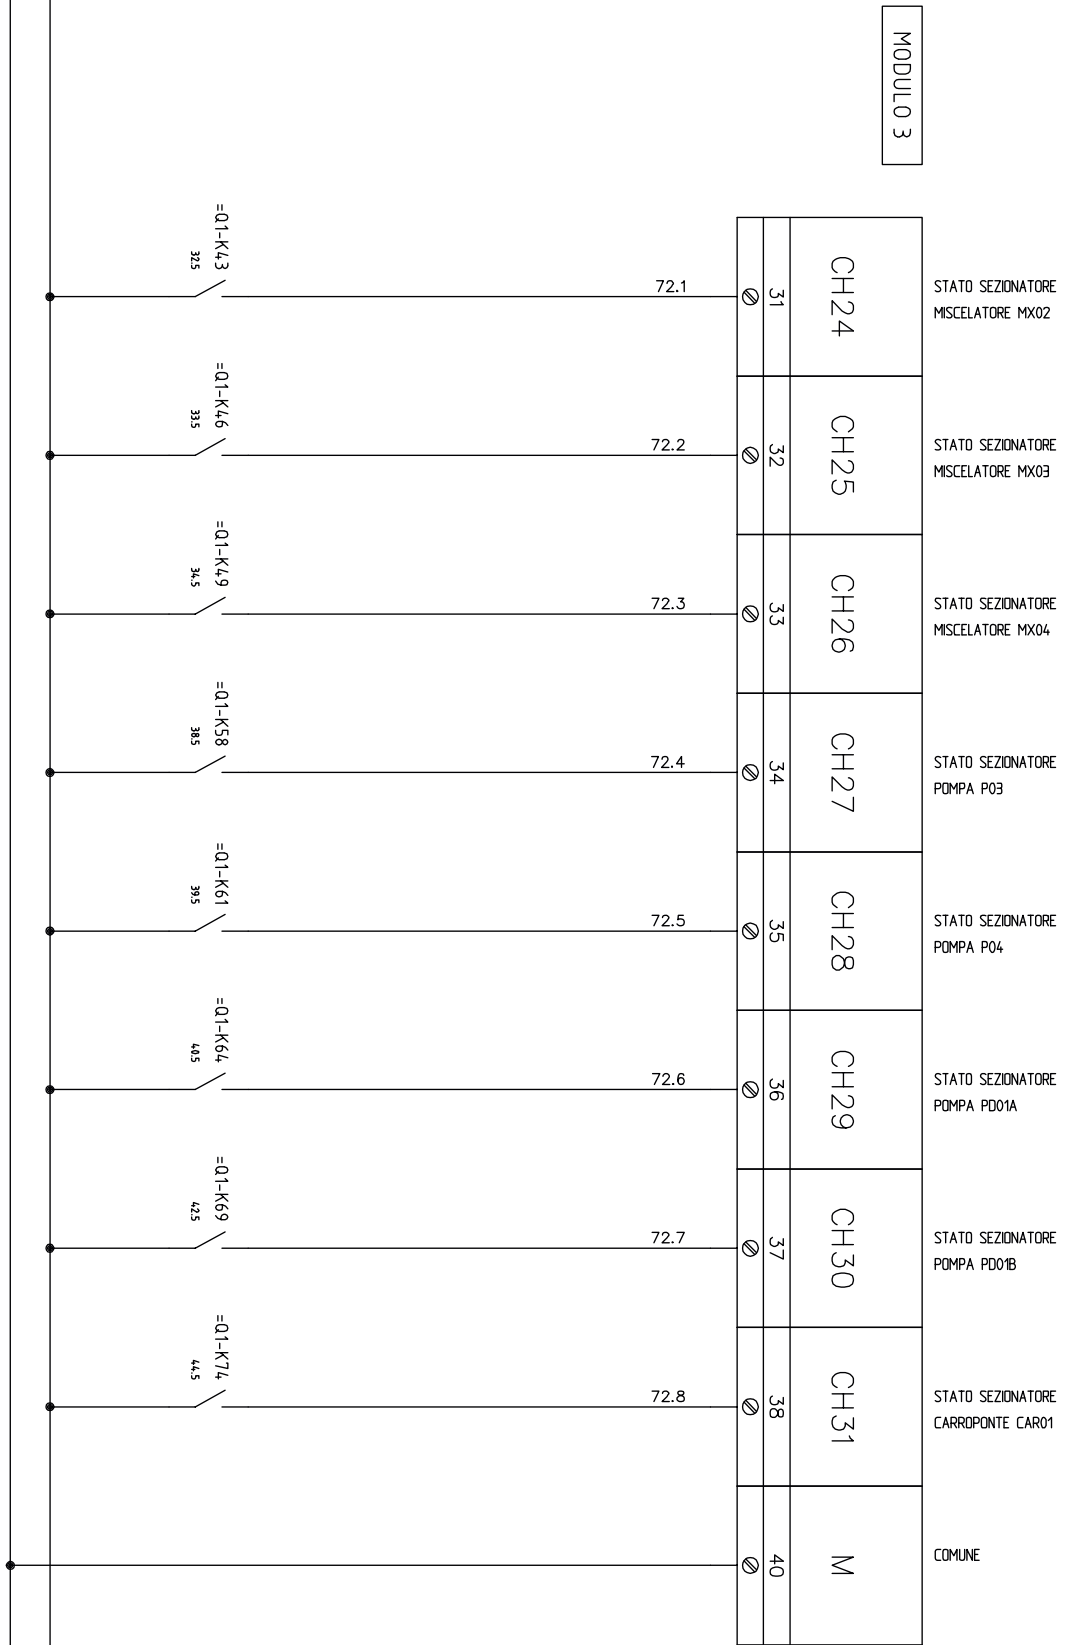 MODULO 3
=Q1-K43
32.5
72.1
31
CH24
STATO SEZIONATORE
MISCELATORE MX02
=Q1-K46
33.5
72.2
32
CH25
STATO SEZIONATORE
MISCELATORE MX03
=Q1-K49
34.5
72.3
33
CH26
STATO SEZIONATORE
MISCELATORE MX04
=Q1-K58
38.5
72.4
34
CH27
STATO SEZIONATORE
POMPA P03
=Q1-K61
39.5
72.5
35
CH28
STATO SEZIONATORE
POMPA P04
=Q1-K64
40.5
72.6
36
CH29
STATO SEZIONATORE
POMPA PD01A
=Q1-K69
42.5
72.7
37
CH30
STATO SEZIONATORE
POMPA PD01B
=Q1-K74
44.5
72.8
38
CH31
STATO SEZIONATORE
CARROPONTE CAR01
40
M
COMUNE